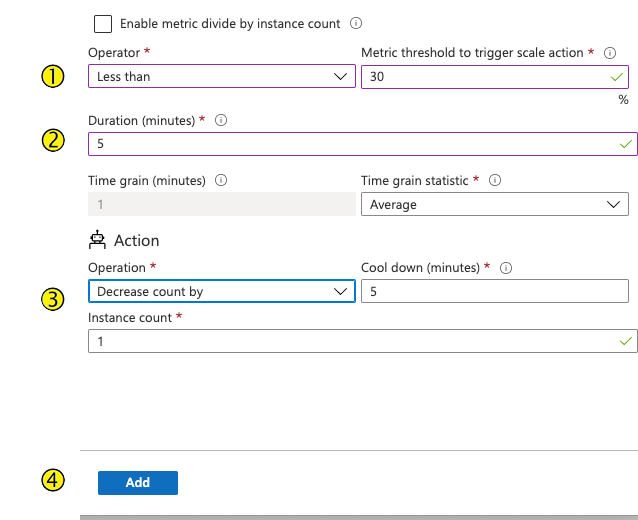 Enable metric divide by instance count
Operator * Metric threshold to trigger scale action *
1 Less than 30
%
Duration (minutes) *
2 5
Time grain (minutes) Time grain statistic *
1 Average
Action
Operation * Cool down (minutes) *
3 Decrease count by 5
Instance count *
1
4 Add